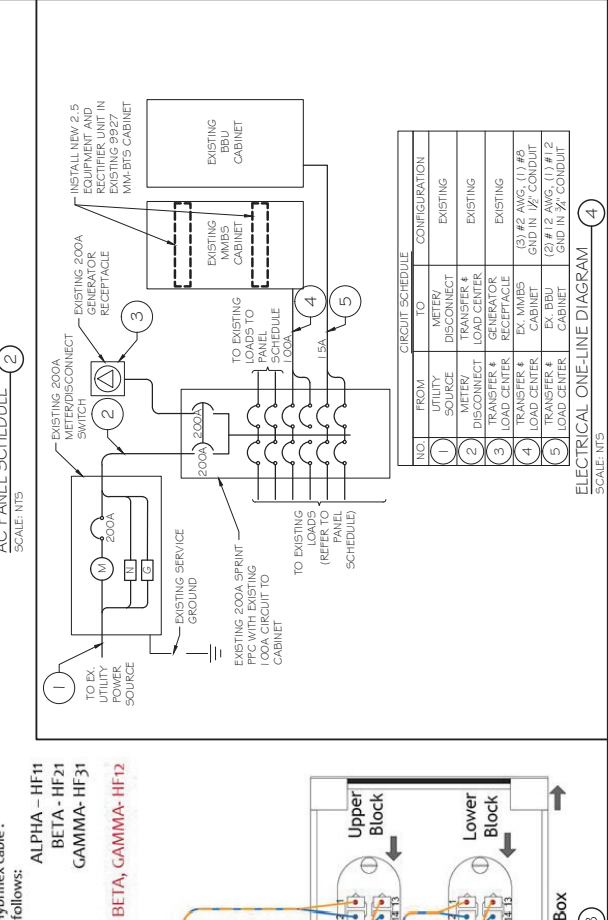 AC PANEL SCHEDULE 2
SCALE: NTS
follows:
ALPHA – HF11
BETA - HF21
GAMMA- HF31
BETA, GAMMA- HF12
Upper
Block
Lower
Block
1
14 13
1
14 13
Box
3
1
TO EX.
UTILITY
POWER
SOURCE
EXISTING 200A
METER/DISCONNECT
SWITCH
M
200A
N
G
EXISTING SERVICE
GROUND
2
EXISTING 200A
GENERATOR
RECEPTACLE
3
EXISTING 200A SPRINT
PPC WITH EXISTING
100A CIRCUIT TO
CABINET
200A
200A
TO EXISTING
LOADS
(REFER TO
PANEL
SCHEDULE)
TO EXISTING
LOADS TO
PANEL
SCHEDULE
100A
4
15A
5
INSTALL NEW 2.5
EQUIPMENT AND
RECTIFIER UNIT IN
EXISTING 9927
MM-BTS CABINET
EXISTING
MMBS
CABINET
EXISTING
BBU
CABINET
CIRCUIT SCHEDULE
NO. FROM TO CONFIGURATION
1 UTILITY SOURCE METER/ DISCONNECT EXISTING
2 METER/ DISCONNECT TRANSFER & LOAD CENTER EXISTING
3 TRANSFER & LOAD CENTER GENERATOR RECEPTACLE EXISTING
4 TRANSFER & LOAD CENTER EX. MMBS CABINET (3) #2 AWG, (1) #8 GND IN 1½" CONDUIT
5 TRANSFER & LOAD CENTER EX. BBU CABINET (2) #12 AWG, (1) #12 GND IN ¾" CONDUIT
ELECTRICAL ONE-LINE DIAGRAM 4
SCALE: NTS